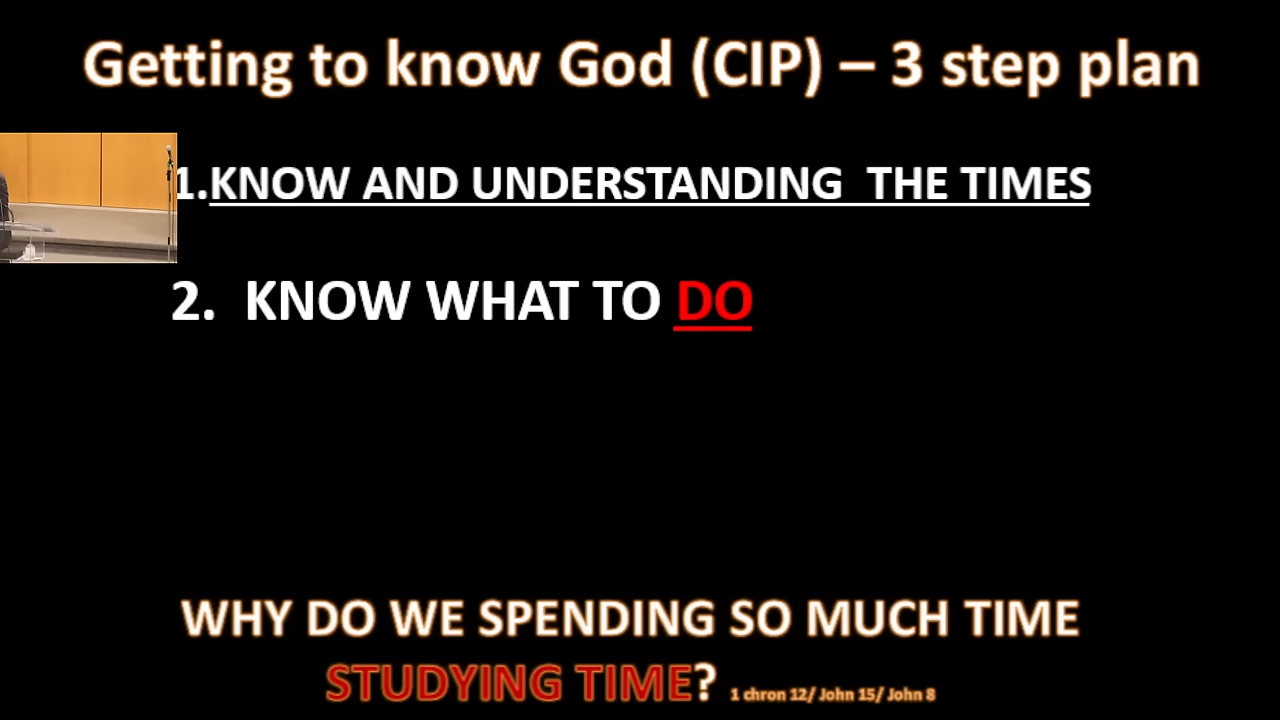 Getting to know God (CIP) – 3 step plan
1.KNOW AND UNDERSTANDING THE TIMES
2. KNOW WHAT TO DO
WHY DO WE SPENDING SO MUCH TIME
STUDYING TIME? 1 chron 12/ John 15/ John 8